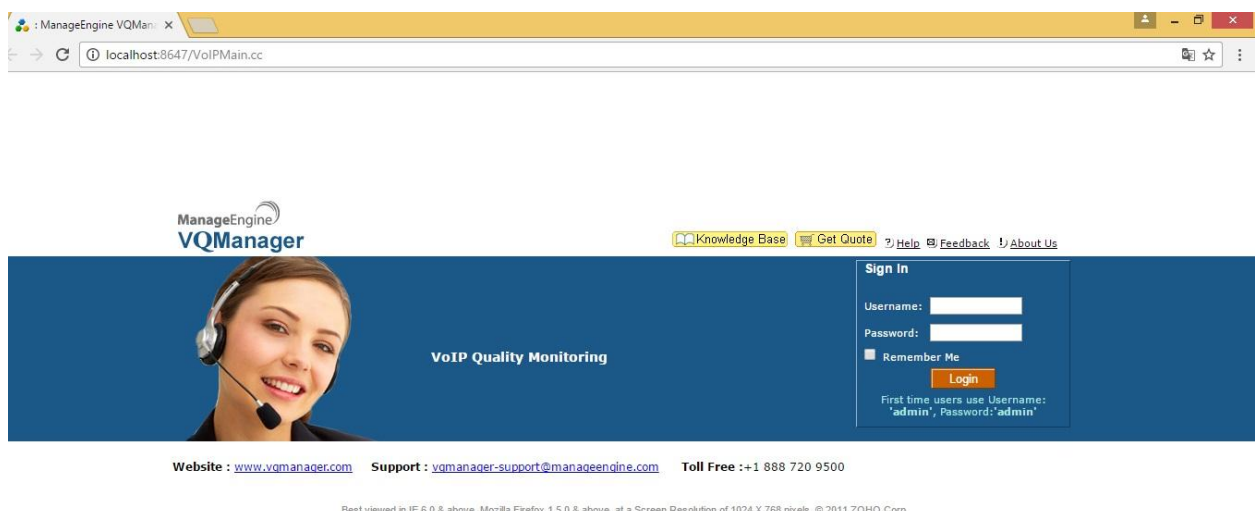 : ManageEngine VQMan
localhost:8647/VoIPMain.cc
ManageEngine
VQManager
Knowledge Base Get Quote Help Feedback About Us
Sign In
Username:
Password:
VoIP Quality Monitoring
Remember Me
Login
First time users use Username:
'admin', Password:'admin'
Website : www.vqmanager.com Support : vqmanager-support@manageengine.com Toll Free :+1 888 720 9500
Best viewed in IE 6.0 & above, Mozilla Firefox 1.5.0 & above, at a Screen Resolution of 1024 X 768 pixels. © 2011 ZOHO Corp.